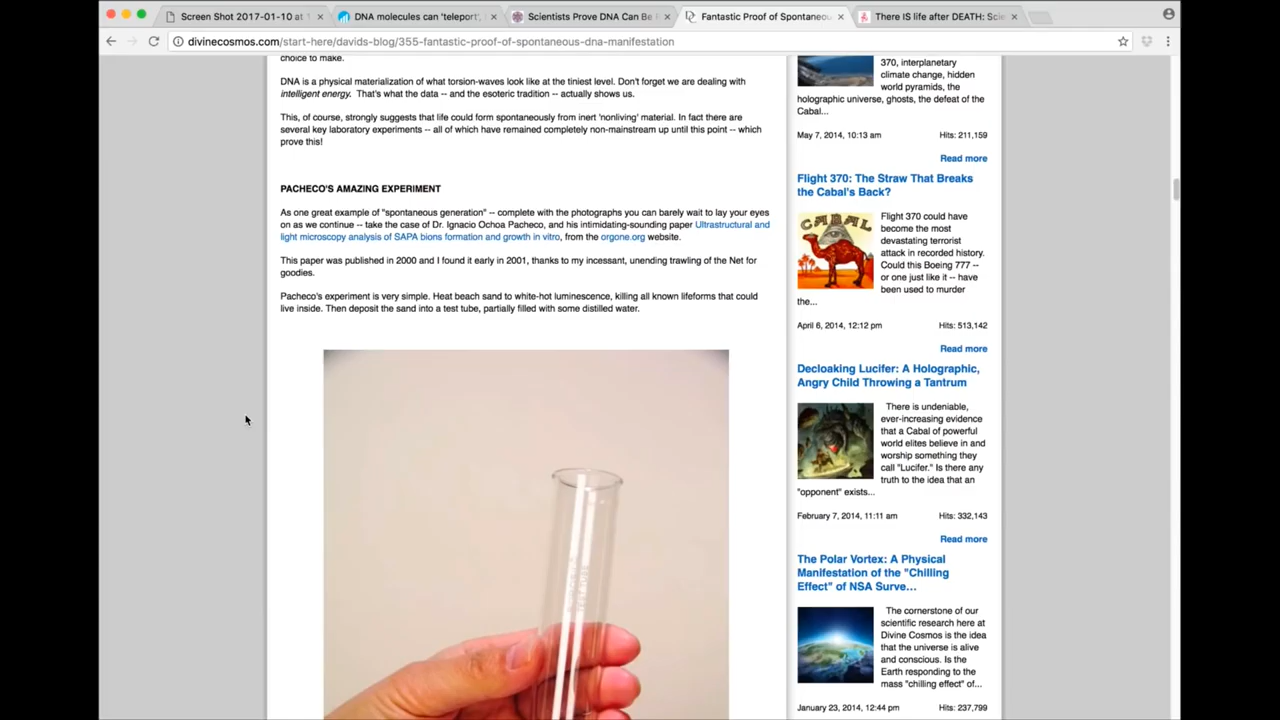 Screen Shot 2017-01-10 at 1
DNA molecules can 'teleport',
Scientists Prove DNA Can Be R
Fantastic Proof of Spontaneou
There IS life after DEATH: Scie
divinecosmos.com/start-here/davids-blog/355-fantastic-proof-of-spontaneous-dna-manifestation
choice to make.
DNA is a physical materialization of what torsion-waves look like at the tiniest level. Don't forget we are dealing with
intelligent energy. That's what the data -- and the esoteric tradition -- actually shows us.
This, of course, strongly suggests that life could form spontaneously from inert 'nonliving' material. In fact there are
several key laboratory experiments -- all of which have remained completely non-mainstream up until this point -- which
prove this!
PACHECO'S AMAZING EXPERIMENT
As one great example of "spontaneous generation" -- complete with the photographs you can barely wait to lay your eyes
on as we continue -- take the case of Dr. Ignacio Ochoa Pacheco, and his intimidating-sounding paper Ultrastructural and
light microscopy analysis of SAPA bions formation and growth in vitro, from the orgone.org website.
This paper was published in 2000 and I found it early in 2001, thanks to my incessant, unending trawling of the Net for
goodies.
Pacheco's experiment is very simple. Heat beach sand to white-hot luminescence, killing all known lifeforms that could
live inside. Then deposit the sand into a test tube, partially filled with some distilled water.
370, interplanetary
climate change, hidden
world pyramids, the
holographic universe, ghosts, the defeat of the
Cabal...
May 7, 2014, 10:13 am
Hits: 211,159
Read more
Flight 370: The Straw That Breaks
the Cabal's Back?
CABAL
Flight 370 could have
become the most
devastating terrorist
attack in recorded history.
Could this Boeing 777 --
or one just like it -- have
been used to murder
the...
April 6, 2014, 12:12 pm
Hits: 513,142
Read more
Decloaking Lucifer: A Holographic,
Angry Child Throwing a Tantrum
There is undeniable,
ever-increasing evidence
that a Cabal of powerful
world elites believe in and
worship something they
call "Lucifer." Is there any
truth to the idea that an
"opponent" exists...
February 7, 2014, 11:11 am
Hits: 332,143
Read more
The Polar Vortex: A Physical
Manifestation of the "Chilling
Effect" of NSA Surve...
The cornerstone of our
scientific research here at
Divine Cosmos is the idea
that the universe is alive
and conscious. Is the
Earth responding to the
mass "chilling effect" of...
January 23, 2014, 12:44 pm
Hits: 237,799